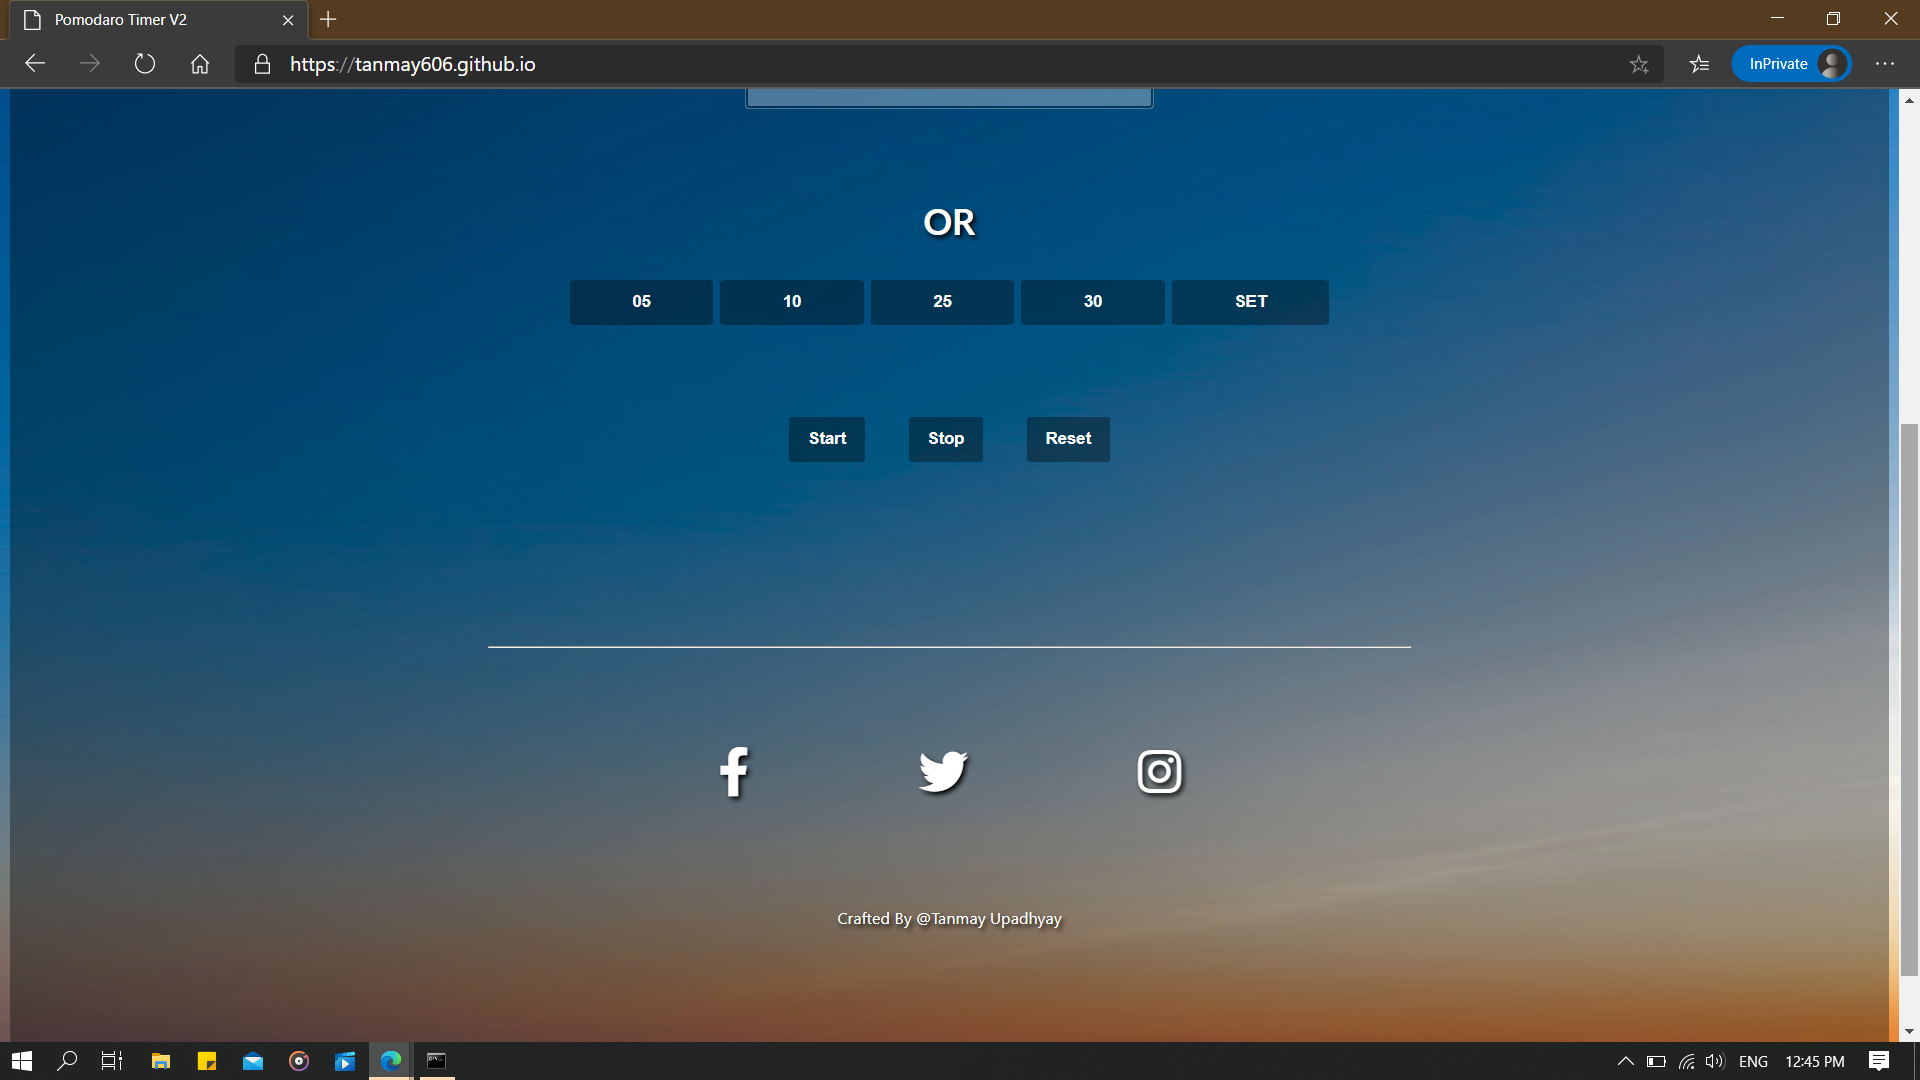 Pomodaro Timer V2
https://tanmay606.github.io
InPrivate
OR
05 10 25 30 SET
Start Stop Reset
Crafted By @Tanmay Upadhyay
ENG 12:45 PM